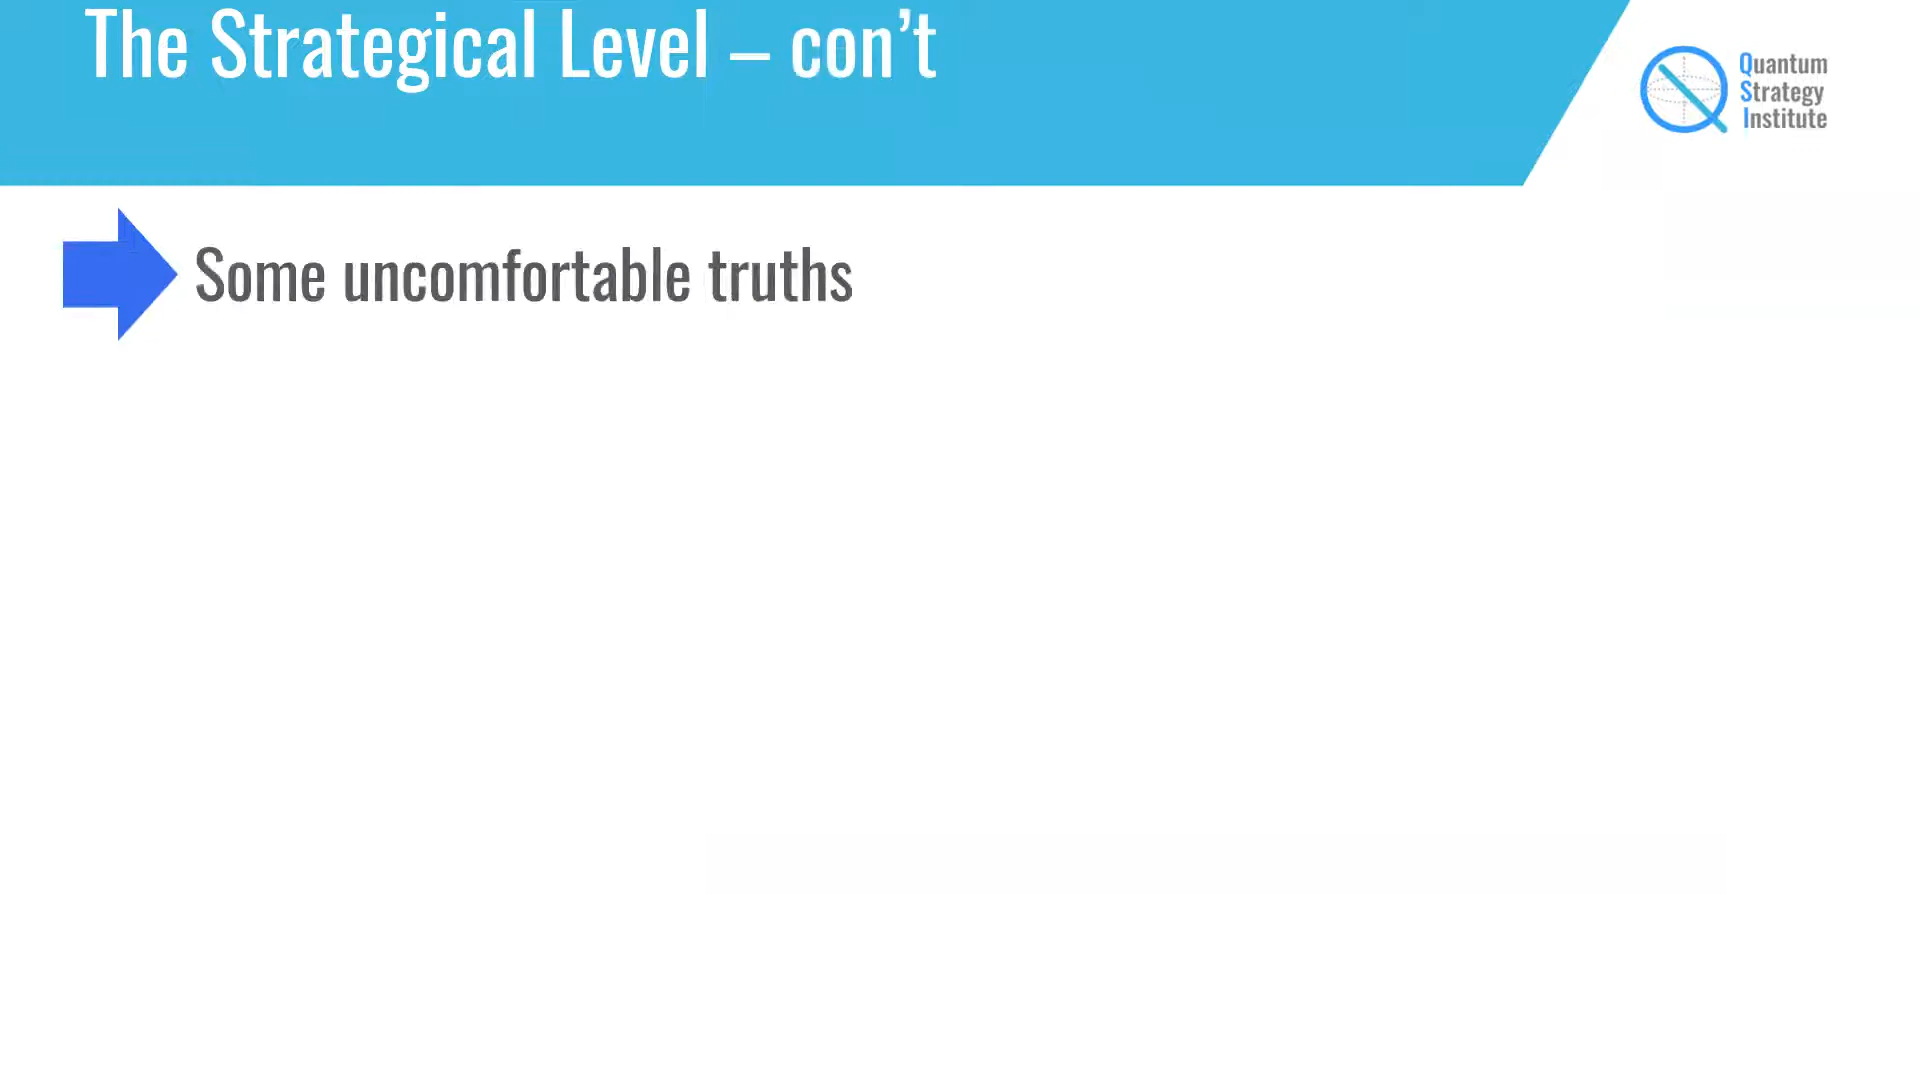 The Strategical Level – con’t
Quantum
Strategy
Institute
Some uncomfortable truths